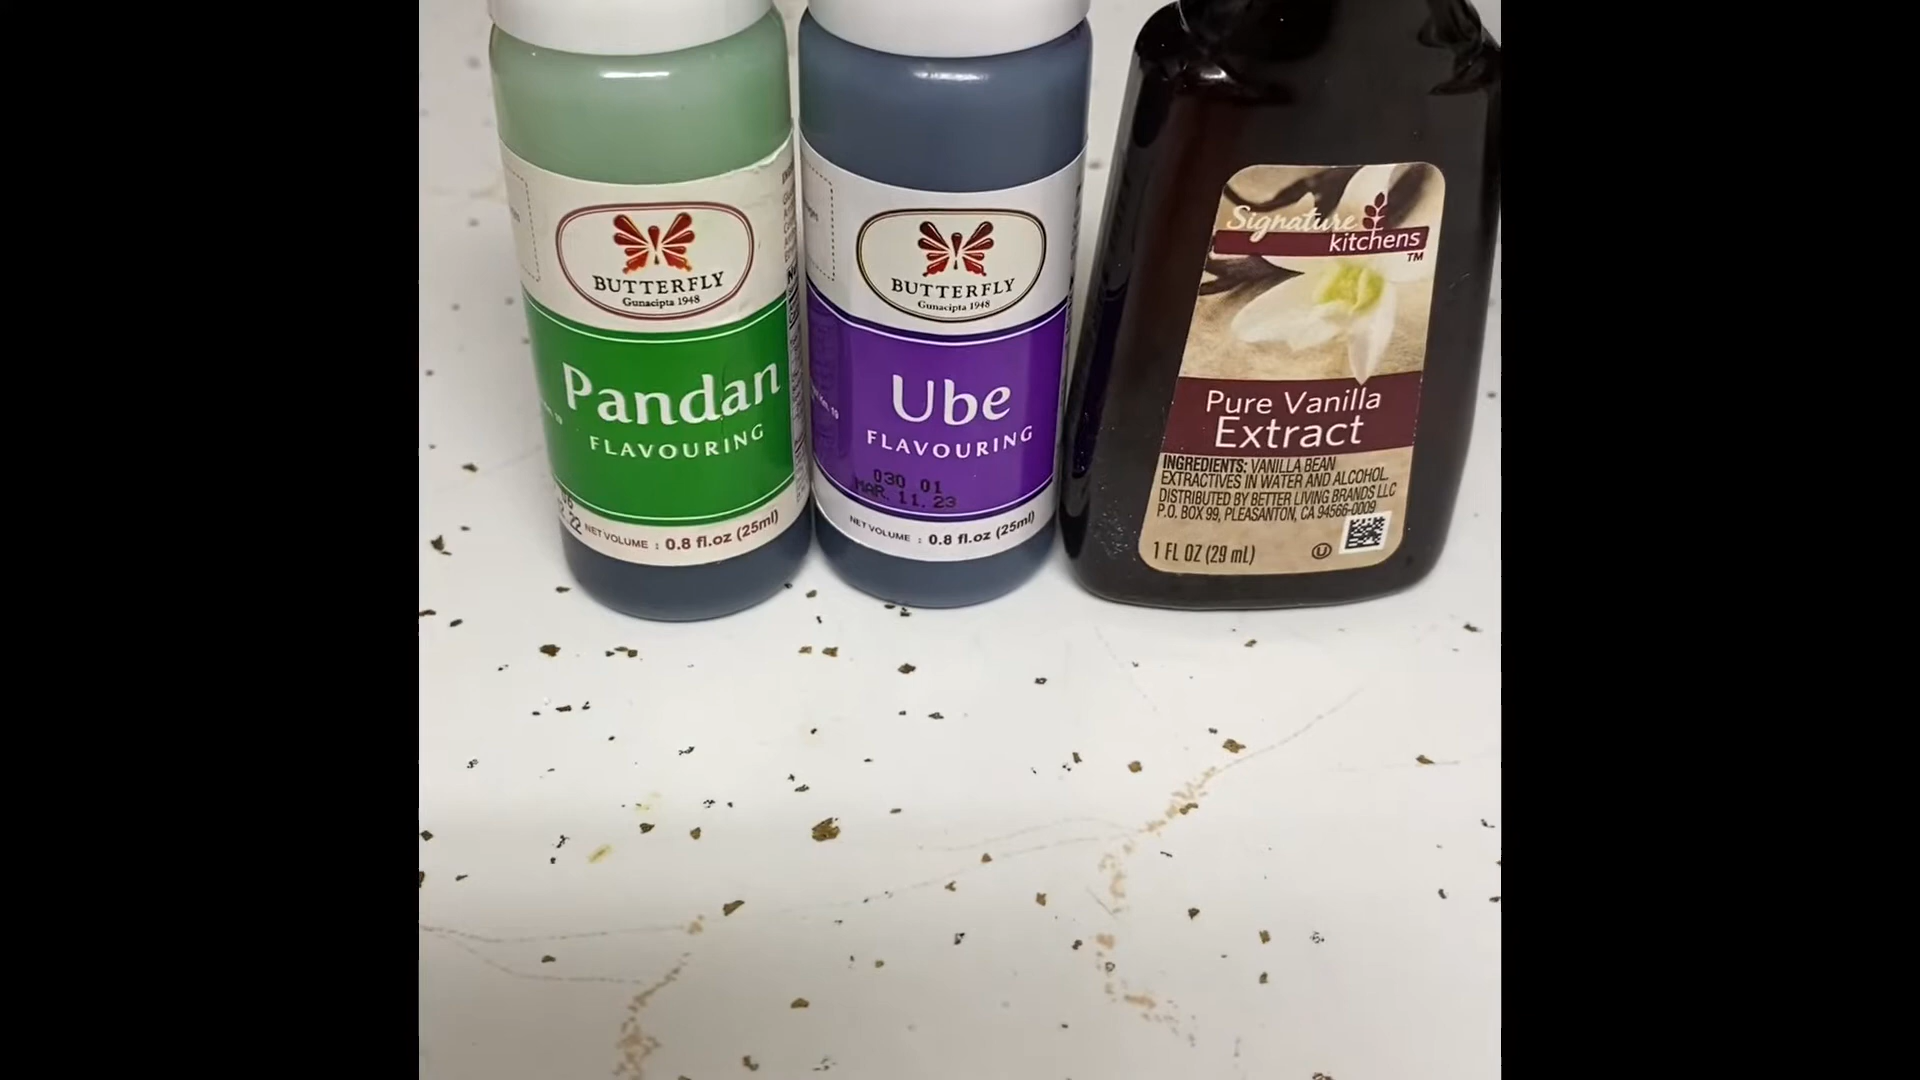 BUTTERFLY
Gunacipta 1948
Pandan
FLAVOURING
NET VOLUME : 0.8 fl.oz (25ml)
BUTTERFLY
Gunacipta 1948
Ube
FLAVOURING
030 01
MAR. 11. 23
NET VOLUME : 0.8 fl.oz (25ml)
Signature
kitchens
TM
Pure Vanilla
Extract
INGREDIENTS: VANILLA BEAN
EXTRACTIVES IN WATER AND ALCOHOL.
DISTRIBUTED BY BETTER LIVING BRANDS LLC
P.O. BOX 99, PLEASANTON, CA 94566-0009
1 FL OZ (29 mL)
U